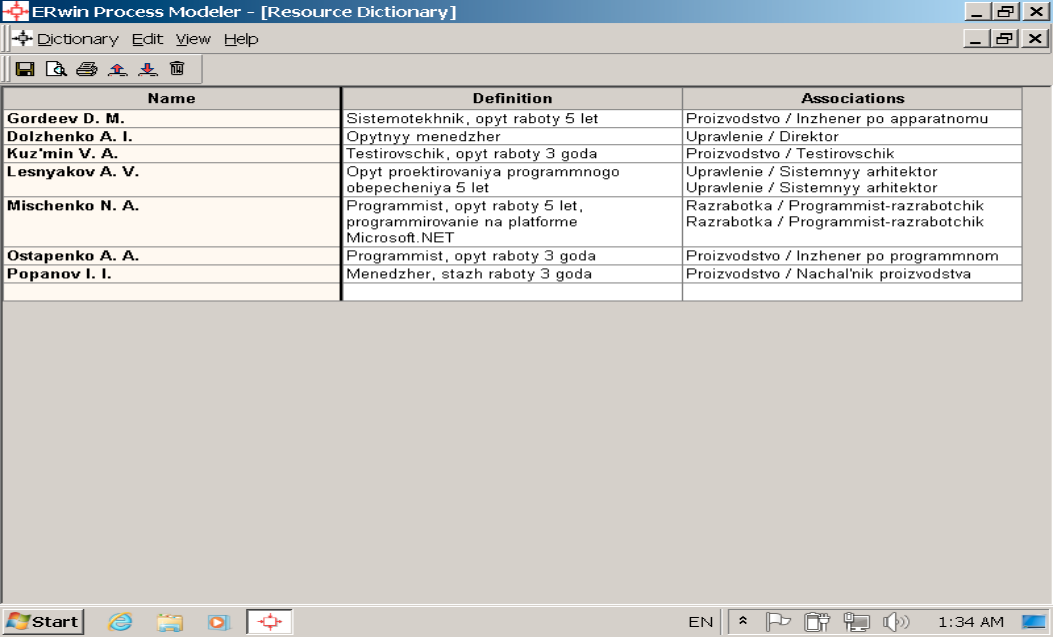 ERwin Process Modeler - [Resource Dictionary]
Dictionary Edit View Help
Name Definition Associations
Gordeev D. M. Sistemotekhnik, opyt raboty 5 let Proizvodstvo / Inzhener po apparatnomu
Dolzhenko A. I. Opytnyy menedzher Upravlenie / Direktor
Kuz'min V. A. Testirovschik, opyt raboty 3 goda Proizvodstvo / Testirovschik
Lesnyakov A. V. Opyt proektirovaniya programmnogo Upravlenie / Sistemnyy arhitektor
obepecheniya 5 let Upravlenie / Sistemnyy arhitektor
Mischenko N. A. Programmist, opyt raboty 5 let, Razrabotka / Programmist-razrabotchik
programmirovanie na platforme Razrabotka / Programmist-razrabotchik
Microsoft.NET
Ostapenko A. A. Programmist, opyt raboty 3 goda Proizvodstvo / Inzhener po programmnom
Popanov I. I. Menedzher, stazh raboty 3 goda Proizvodstvo / Nachal'nik proizvodstva
Start EN 1:34 AM